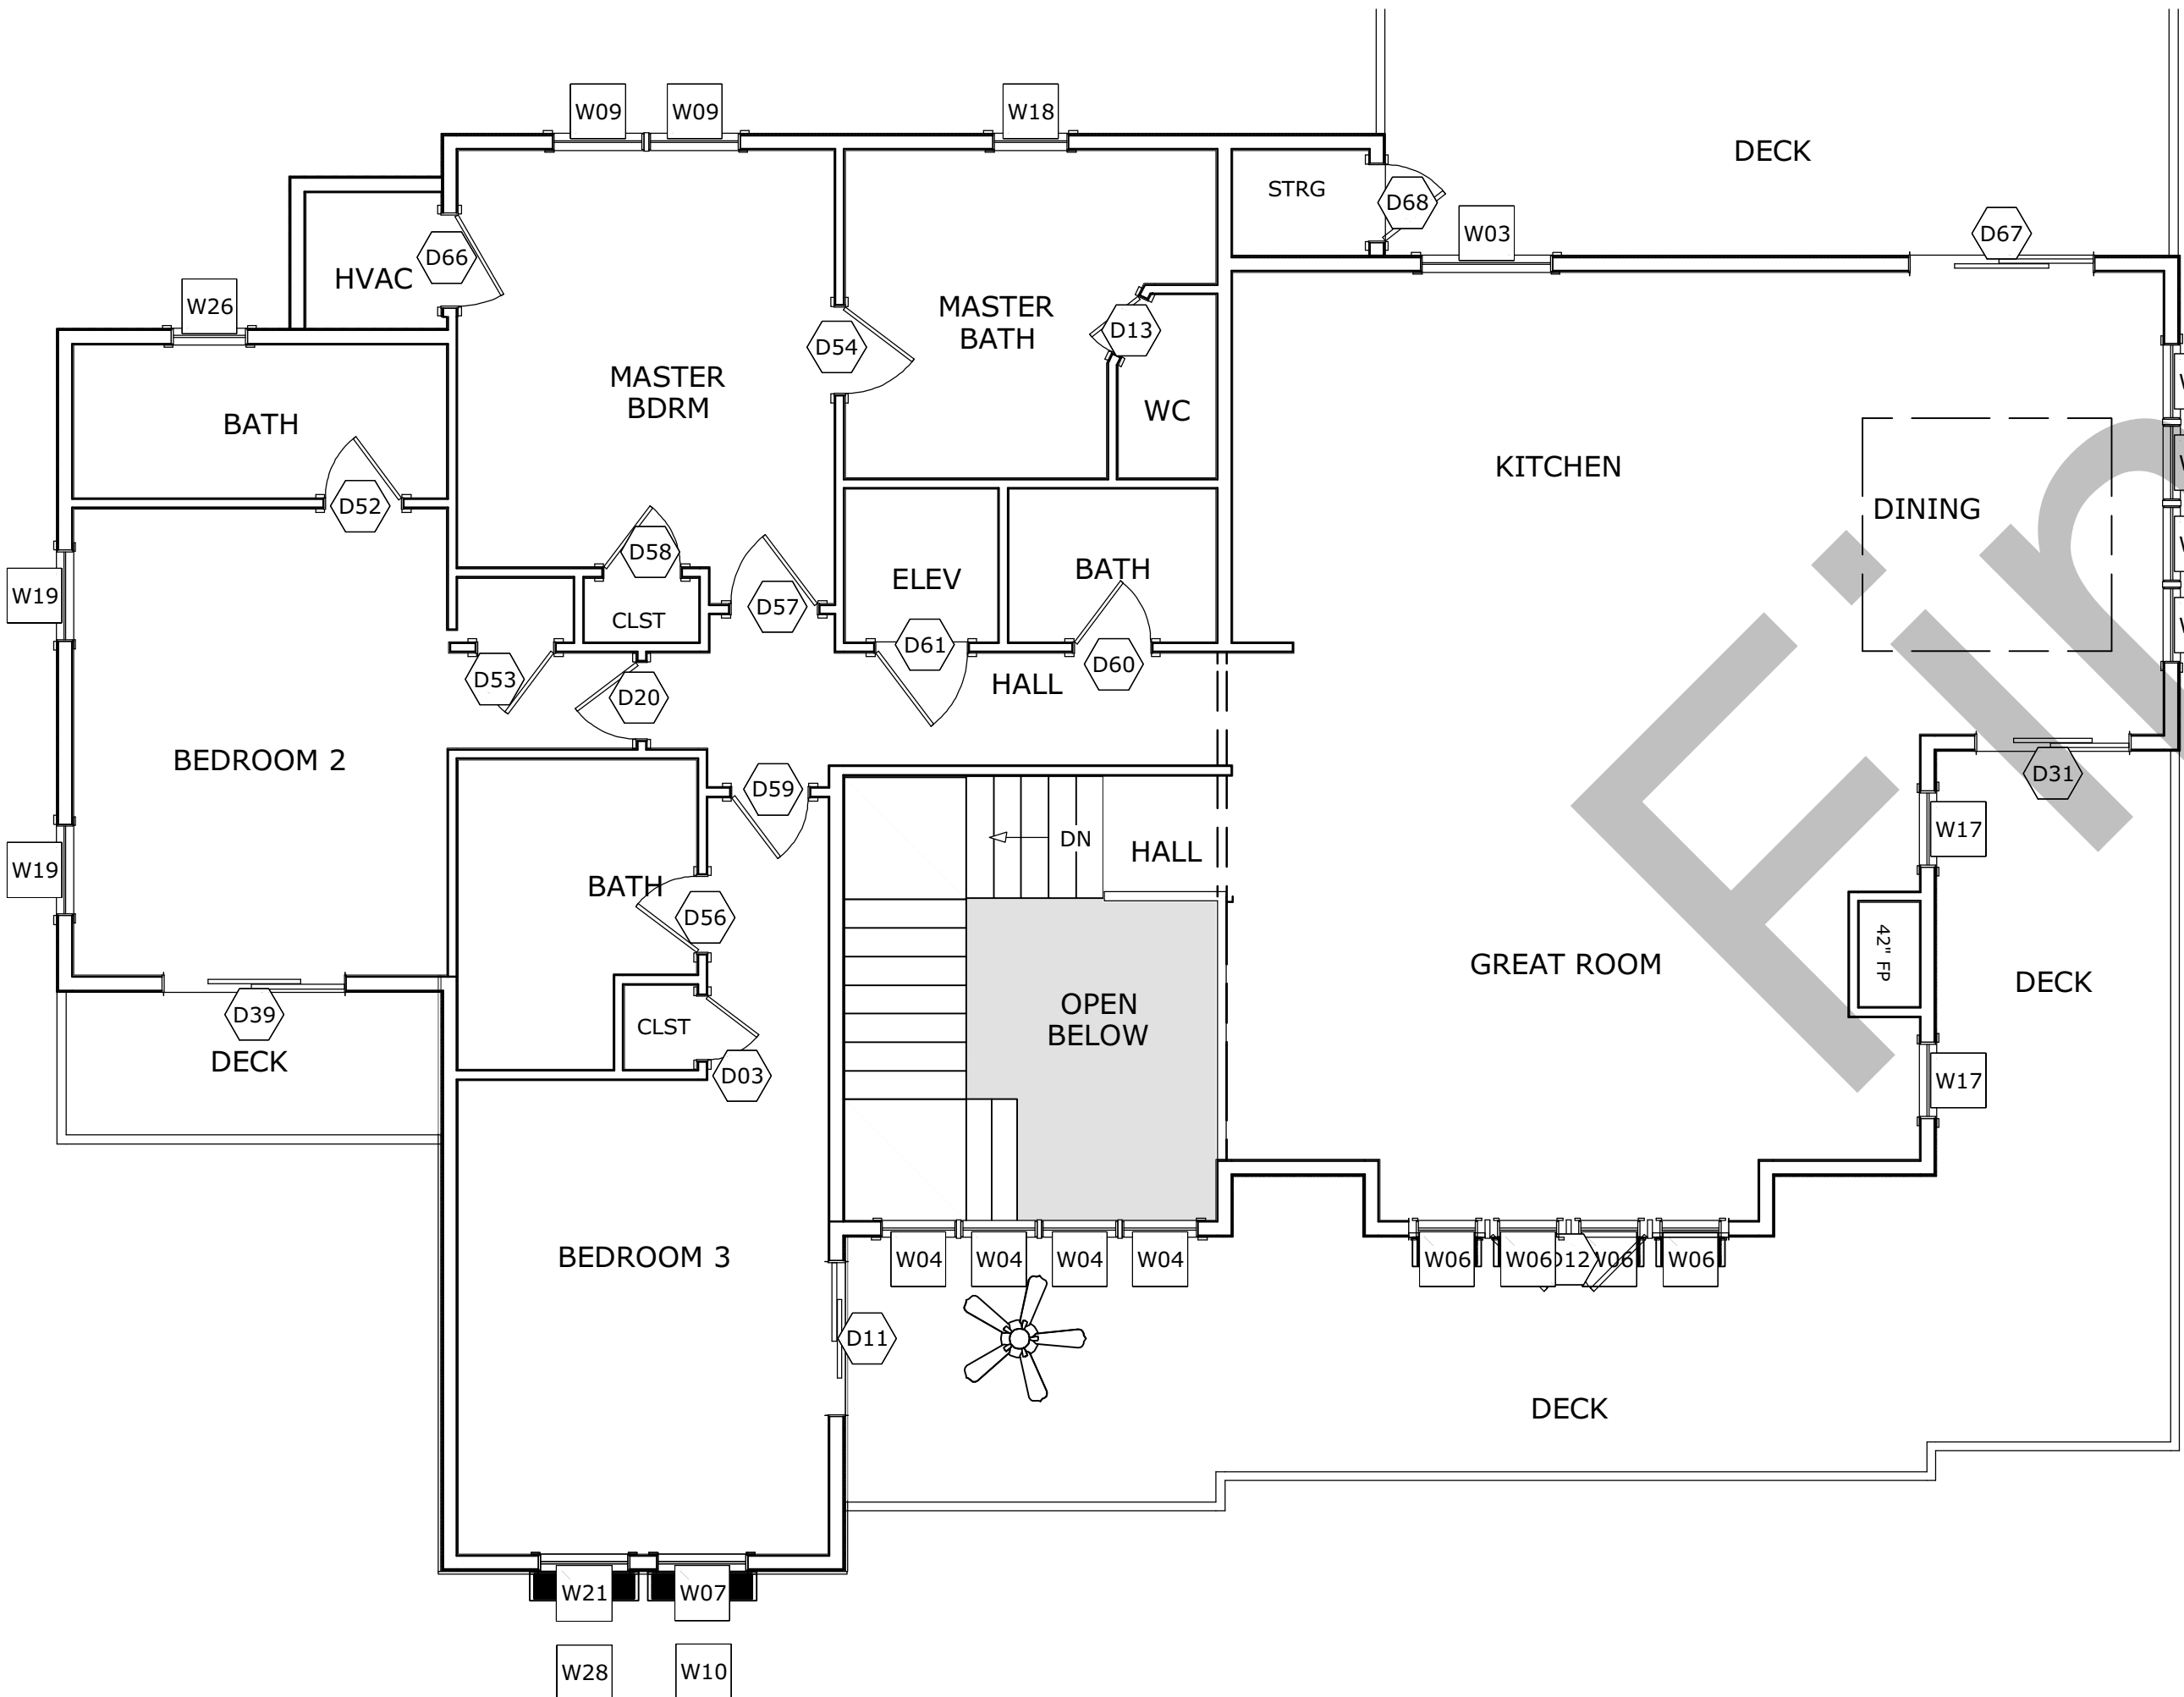 W09
W09
W18
DECK
STRG
D68
W03
D67
D66
HVAC
W26
MASTER
BATH
D13
D54
MASTER
BDRM
WC
BATH
D52
KITCHEN
DINING
D58
ELEV
BATH
W19
CLST
D57
D61
D60
D53
D20
HALL
BEDROOM 2
D31
D59
W17
DN
HALL
W19
BATH
D56
42" FP
GREAT ROOM
DECK
OPEN
BELOW
D39
CLST
DECK
D03
W17
BEDROOM 3
W04
W04
W04
W04
W06
W06
D12
W06
W06
D11
DECK
W21
W07
W28
W10